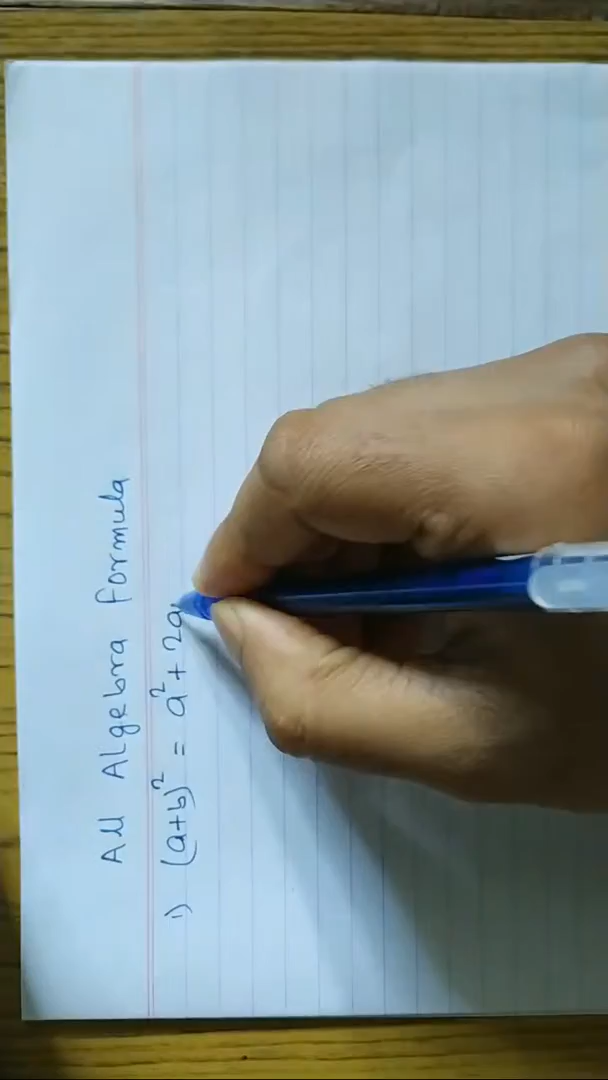 All Algebra formula
1) (a+b)² = a² + 2a